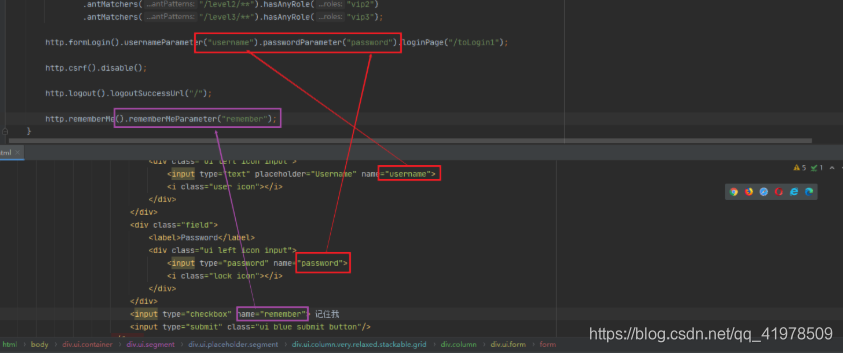 .antMatchers( ...antPatterns: "/level2/**").hasAnyRole( ...roles: "vip2")
.antMatchers( ...antPatterns: "/level3/**").hasAnyRole( ...roles: "vip3");
http.formLogin().usernameParameter("username").passwordParameter("password").loginPage("/toLogin1");
http.csrf().disable();
http.logout().logoutSuccessUrl("/");
http.rememberMe().rememberMeParameter("remember");
}
html
5 1
<div class="ui left icon input">
<input type="text" placeholder="Username" name="username">
<i class="user icon"></i>
</div>
</div>
<div class="field">
<label>Password</label>
<div class="ui left icon input">
<input type="password" name="password">
<i class="lock icon"></i>
</div>
</div>
<input type="checkbox" name="remember"> 记住我
<input type="submit" class="ui blue submit button"/>
html body div.ui.container div.ui.segment div.ui.placeholder.segment div.ui.column.very.relaxed.stackable.grid div.column div.ui.form form
https://blog.csdn.net/qq_41978509